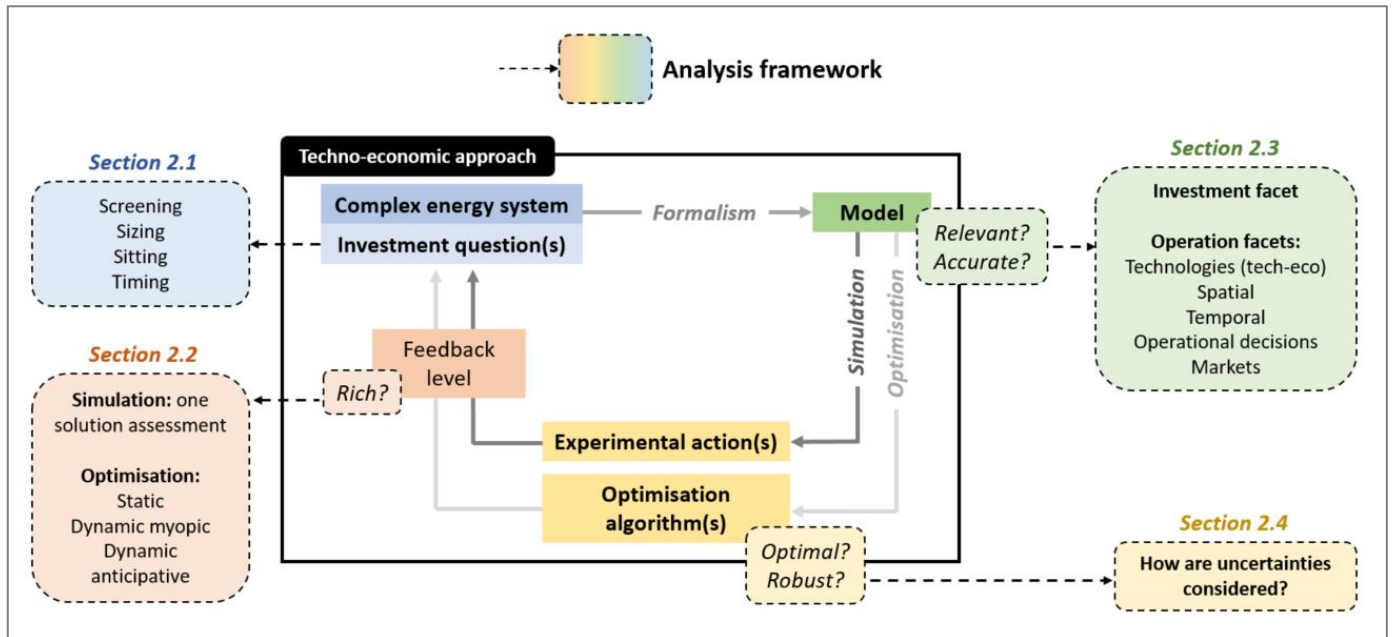 Analysis framework
Techno-economic approach
Section 2.1
Screening
Sizing
Sitting
Timing
Complex energy system
Investment question(s)
Formalism
Model
Relevant?
Accurate?
Section 2.3
Investment facet
Operation facets:
Technologies (tech-eco)
Spatial
Temporal
Operational decisions
Markets
Simulation
Optimisation
Section 2.2
Simulation: one
solution assessment
Optimisation:
Static
Dynamic myopic
Dynamic
anticipative
Feedback
level
Rich?
Experimental action(s)
Optimisation
algorithm(s)
Optimal?
Robust?
Section 2.4
How are uncertainties
considered?